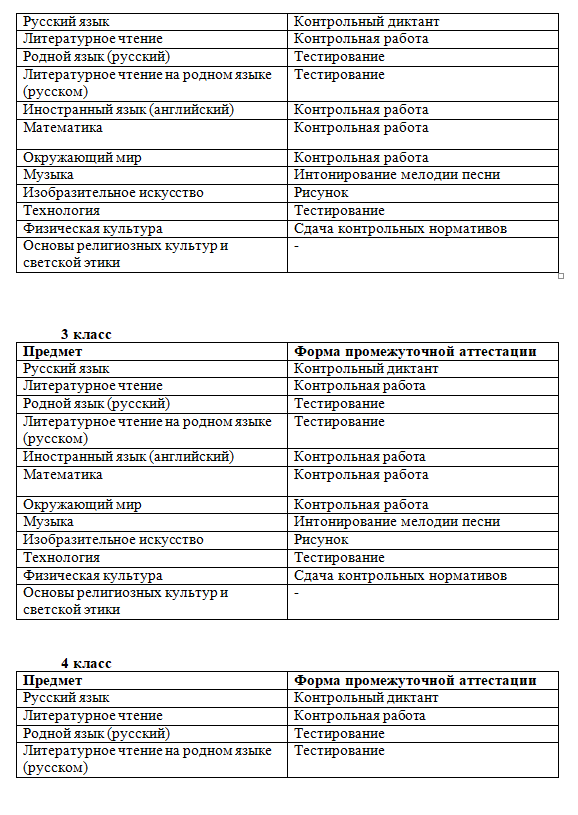 Русский язык Контрольный диктант
Литературное чтение Контрольная работа
Родной язык (русский) Тестирование
Литературное чтение на родном языке Тестирование
(русском)
Иностранный язык (английский) Контрольная работа
Математика Контрольная работа
Окружающий мир Контрольная работа
Музыка Интонирование мелодии песни
Изобразительное искусство Рисунок
Технология Тестирование
Физическая культура Сдача контрольных нормативов
Основы религиозных культур и -
светской этики
3 класс
Предмет Форма промежуточной аттестации
Русский язык Контрольный диктант
Литературное чтение Контрольная работа
Родной язык (русский) Тестирование
Литературное чтение на родном языке Тестирование
(русском)
Иностранный язык (английский) Контрольная работа
Математика Контрольная работа
Окружающий мир Контрольная работа
Музыка Интонирование мелодии песни
Изобразительное искусство Рисунок
Технология Тестирование
Физическая культура Сдача контрольных нормативов
Основы религиозных культур и -
светской этики
4 класс
Предмет Форма промежуточной аттестации
Русский язык Контрольный диктант
Литературное чтение Контрольная работа
Родной язык (русский) Тестирование
Литературное чтение на родном языке Тестирование
(русском)